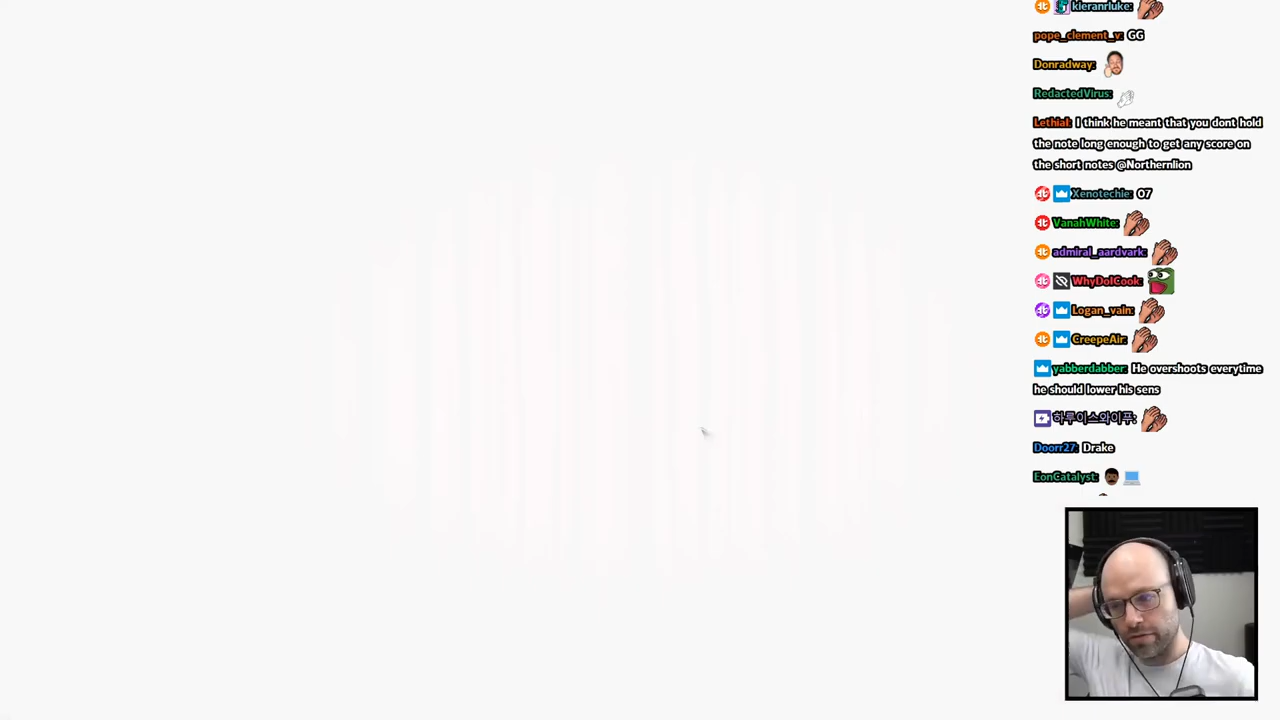 kieranluke:
pope_clement_v: GG
Donradway:
RedactedVirus:
Lethial: I think he meant that you dont hold
the note long enough to get any score on
the short notes @Northernlion
Xenotechie: O7
VanahWhite:
admiral_aardvark:
WhyDoICook:
Logan_vain:
CreepeAir:
yabberdabber: He overshoots everytime
he should lower his sens
하루이스와이푸:
Doorr27: Drake
EonCatalyst: